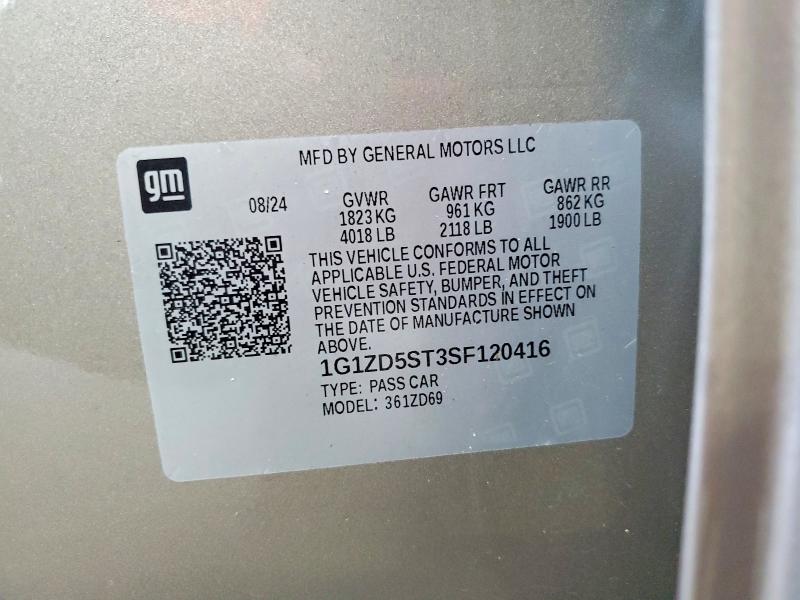 gm
MFD BY GENERAL MOTORS LLC
08/24 GVWR GAWR FRT GAWR RR
1823 KG 961 KG 862 KG
4018 LB 2118 LB 1900 LB
THIS VEHICLE CONFORMS TO ALL
APPLICABLE U.S. FEDERAL MOTOR
VEHICLE SAFETY, BUMPER, AND THEFT
PREVENTION STANDARDS IN EFFECT ON
THE DATE OF MANUFACTURE SHOWN
ABOVE.
1G1ZD5ST3SF120416
TYPE: PASS CAR
MODEL: 361ZD69